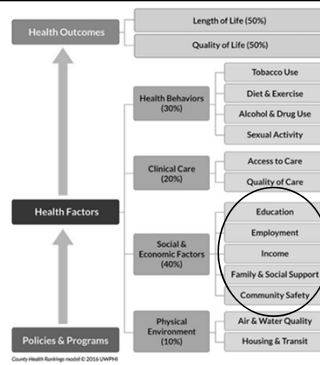 Health Outcomes
Length of Life (50%)
Quality of Life (50%)
Health Factors
Health Behaviors
(30%)
Tobacco Use
Diet & Exercise
Alcohol & Drug Use
Sexual Activity
Clinical Care
(20%)
Access to Care
Quality of Care
Social &
Economic Factors
(40%)
Education
Employment
Income
Family & Social Support
Community Safety
Physical
Environment
(10%)
Air & Water Quality
Housing & Transit
Policies & Programs
County Health Rankings model © 2016 UWPHI